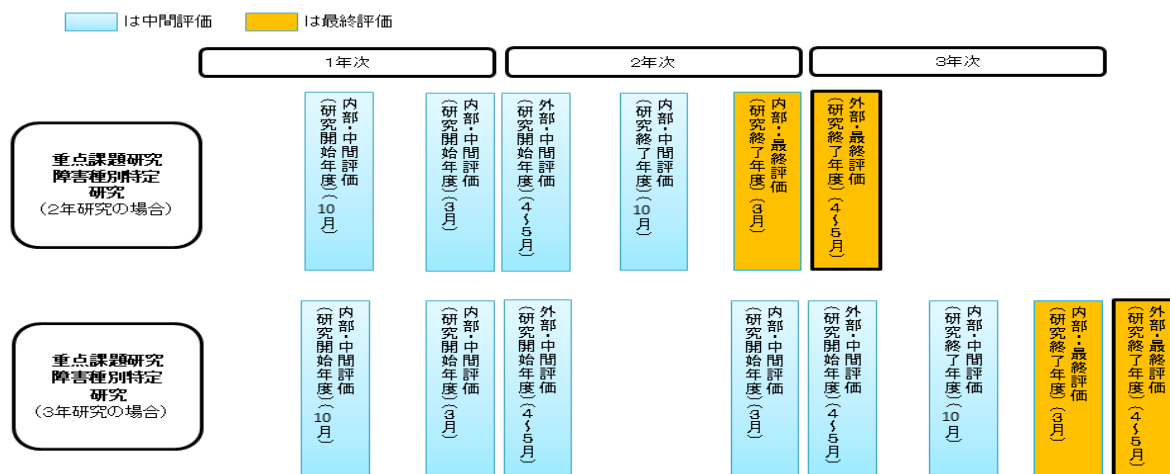 は中間評価
は最終評価
1年次
2年次
3年次
重点課題研究
障害種別特定
研究
(2年研究の場合)
内部・中間評価
(研究開始年度)(10月)
内部・中間評価
(研究開始年度)(3月)
外部・中間評価
(研究開始年度)(4~5月)
内部・中間評価
(研究終了年度)(10月)
内部・最終評価
(研究終了年度)(3月)
外部・最終評価
(研究終了年度)(4~5月)
重点課題研究
障害種別特定
研究
(3年研究の場合)
内部・中間評価
(研究開始年度)(10月)
内部・中間評価
(研究開始年度)(3月)
外部・中間評価
(研究開始年度)(4~5月)
内部・中間評価
(研究開始年度)(3月)
外部・中間評価
(研究開始年度)(4~5月)
内部・中間評価
(研究終了年度)(10月)
内部・最終評価
(研究終了年度)(3月)
外部・最終評価
(研究終了年度)(4~5月)